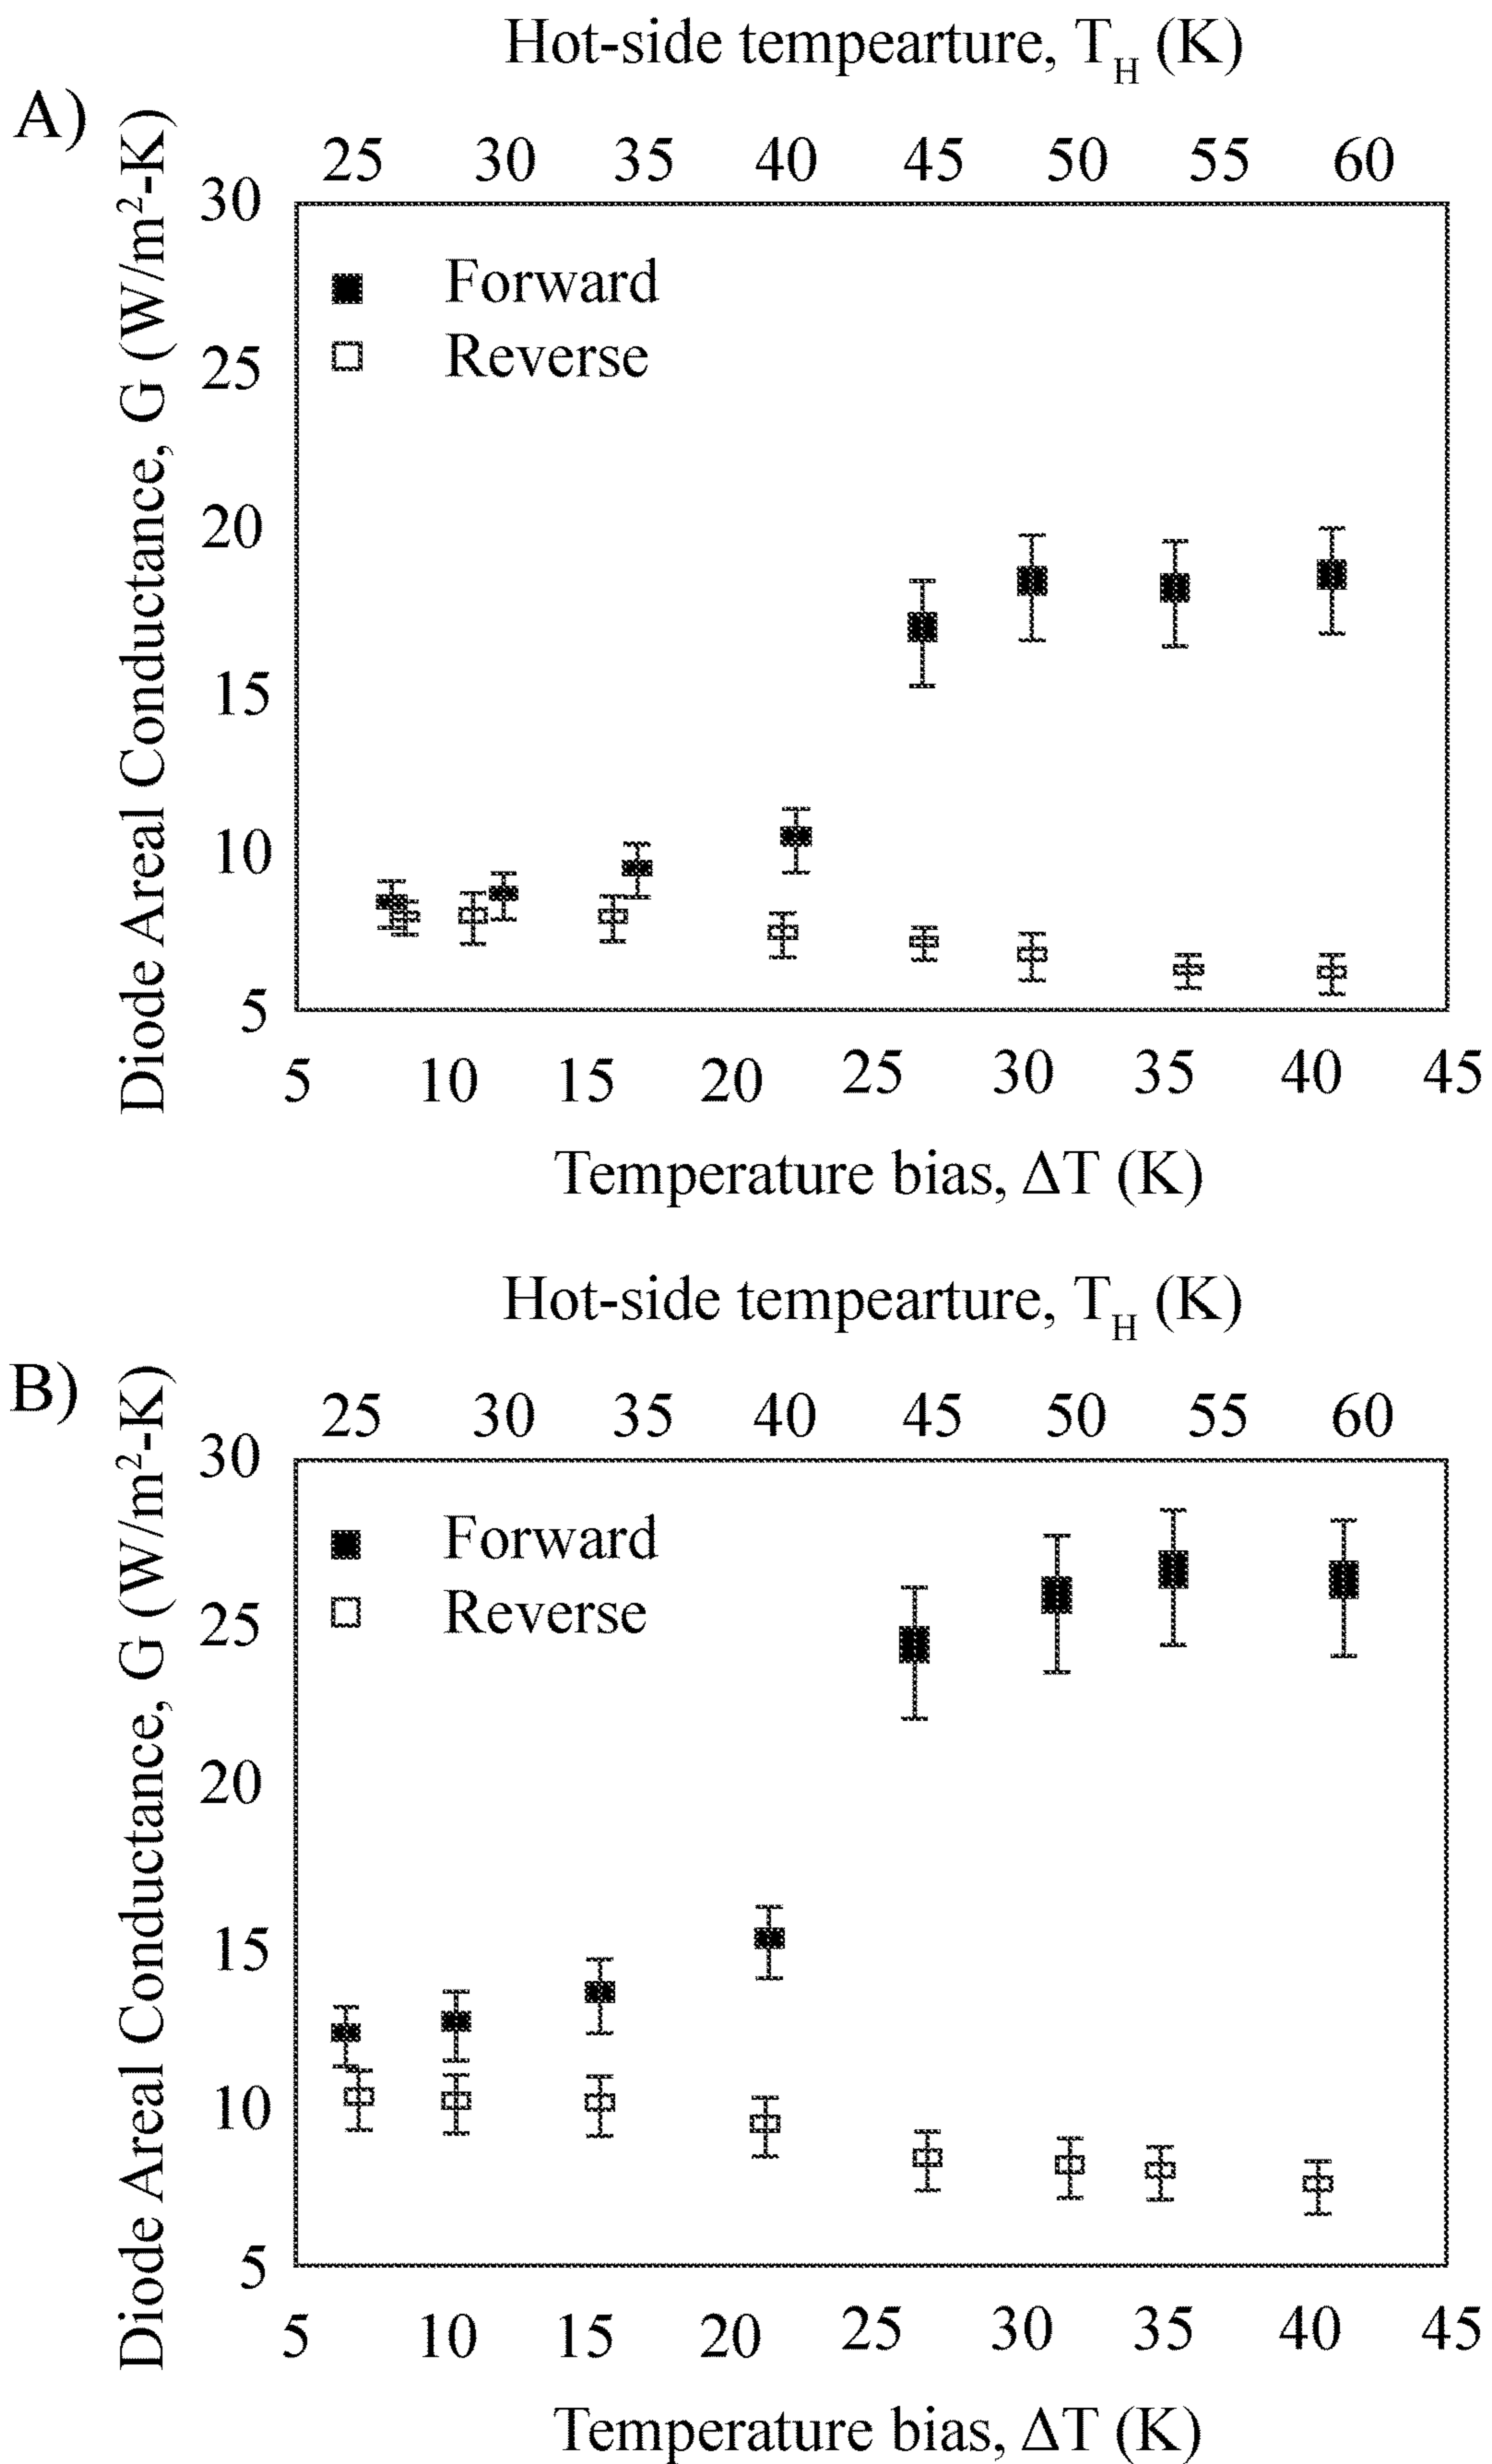 Hot-side tempearture, T_H (K)
A)
25 30 35 40 45 50 55 60
Diode Areal Conductance, G (W/m²-K)
30
Forward
Reverse
25
20
15
10
5
5 10 15 20 25 30 35 40 45
Temperature bias, ΔT (K)
Hot-side tempearture, T_H (K)
B)
25 30 35 40 45 50 55 60
Diode Areal Conductance, G (W/m²-K)
30
Forward
Reverse
25
20
15
10
5
5 10 15 20 25 30 35 40 45
Temperature bias, ΔT (K)